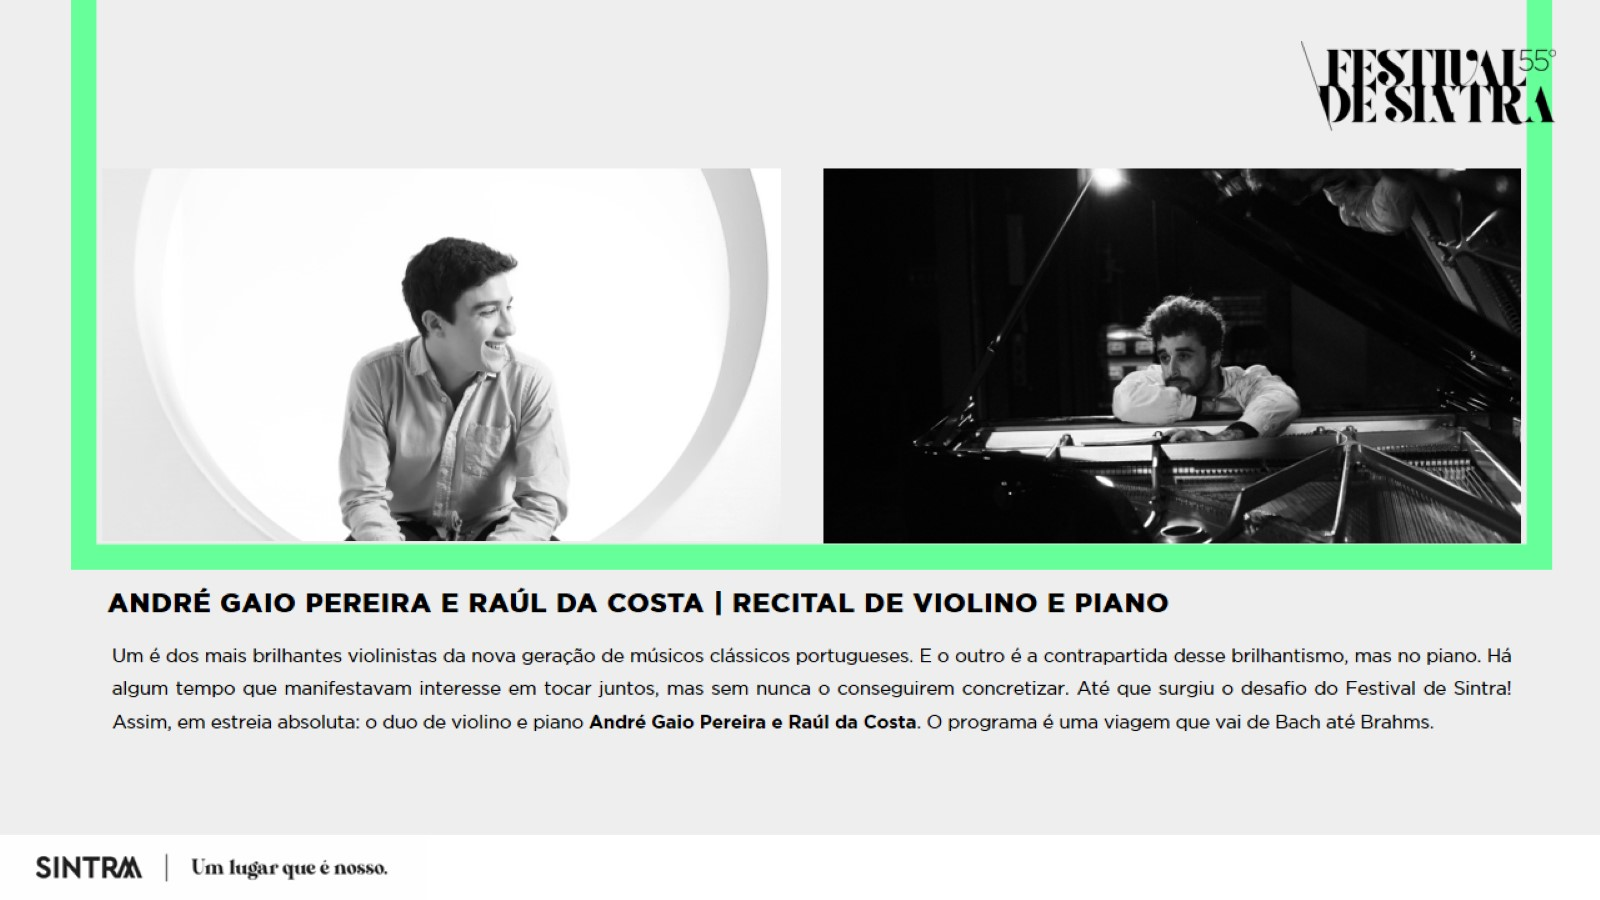 FESTIVAL 55º
DE SINTRA
ANDRÉ GAIO PEREIRA E RAÚL DA COSTA | RECITAL DE VIOLINO E PIANO
Um é dos mais brilhantes violinistas da nova geração de músicos clássicos portugueses. E o outro é a contrapartida desse brilhantismo, mas no piano. Há
algum tempo que manifestavam interesse em tocar juntos, mas sem nunca o conseguirem concretizar. Até que surgiu o desafio do Festival de Sintra!
Assim, em estreia absoluta: o duo de violino e piano André Gaio Pereira e Raúl da Costa. O programa é uma viagem que vai de Bach até Brahms.
SINTRA | Um lugar que é nosso.